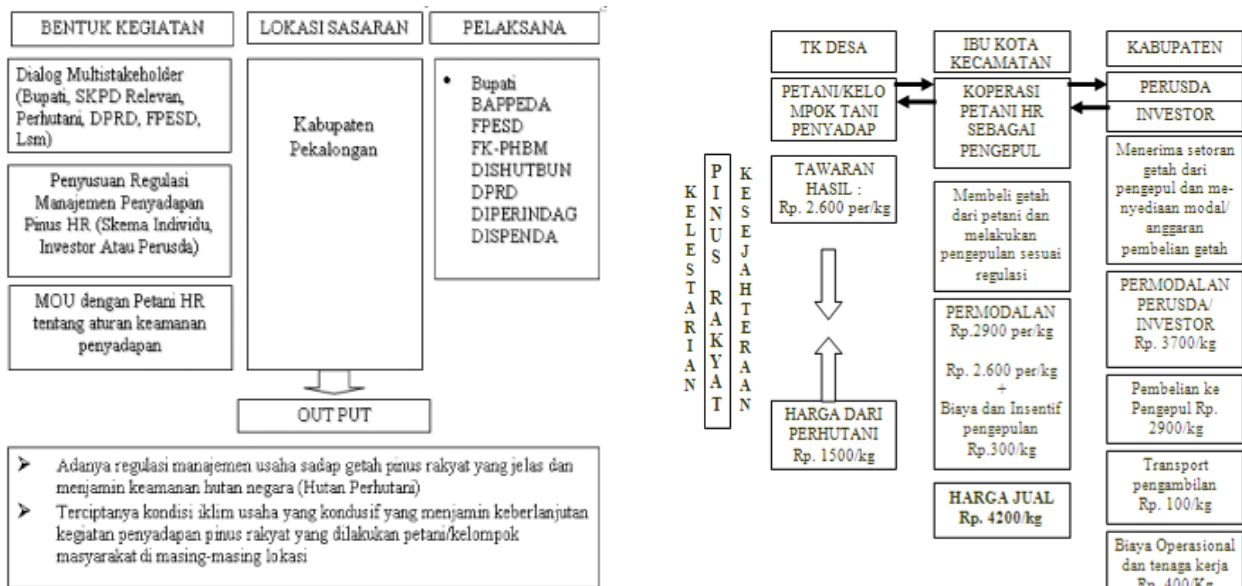 BENTUK KEGIATAN
LOKASI SASARAN
PELAKSANA
Dialog Multistakeholder
(Bupati, SKPD Relevan,
Perhutani, DPRD, FPESD,
Lsm)
Penyusuan Regulasi
Manajemen Penyadapan
Pinus HR (Skema Individu,
Investor Atau Perusda)
MOU dengan Petani HR
tentang aturan keamanan
penyadapan
Kabupaten
Pekalongan
• Bupati
BAPPEDA
FPESD
FK-PHBM
DISHUTBUN
DPRD
DIPERINDAG
DISPENDA
OUT PUT
➤ Adanya regulasi manajemen usaha sadap getah pinus rakyat yang jelas dan
menjamin keamanan hutan negara (Hutan Perhutani)
➤ Terciptanya kondisi iklim usaha yang kondusif yang menjamin keberlanjutan
kegiatan penyadapan pinus rakyat yang dilakukan petani/kelompok
masyarakat di masing-masing lokasi
KELESTARIAN
PINUS RAKYAT
KESEJAHTERAAN
TK DESA
PETANI/KELO
MPOK TANI
PENYADAP
TAWARAN
HASIL :
Rp. 2.600 per/kg
HARGA DARI
PERHUTANI
Rp. 1500/kg
IBU KOTA
KECAMATAN
KOPERASI
PETANI HR
SEBAGAI
PENGEPUL
Membeli getah
dari petani dan
melakukan
pengepulan sesuai
regulasi
PERMODALAN
Rp.2900 per/kg
Rp. 2.600 per/kg
+
Biaya dan Insentif
pengepulan
Rp.300/kg
HARGA JUAL
Rp. 4200/kg
KABUPATEN
PERUSDA
INVESTOR
Menerima setoran
getah dari
pengepul dan me-
nyediaan modal/
anggaran
pembelian getah
PERMODALAN
PERUSDA/
INVESTOR
Rp. 3700/kg
Pembelian ke
Pengepul Rp.
2900/kg
Transport
pengambilan
Rp. 100/kg
Biaya Operasional
dan tenaga kerja
Rp. 400/Kg